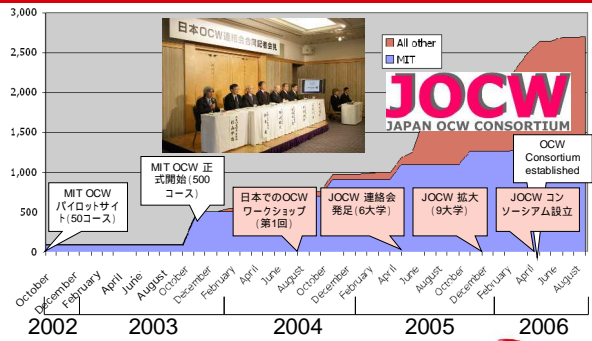 3,000
2,500
2,000
1,500
1,000
500
0
日本OCW連絡会合同記者会見
All other
MIT
JOCW
JAPAN OCW CONSORTIUM
MIT OCW
パイロットサイ
ト(50コース)
MIT OCW 正
式開始(500
コース)
日本でのOCW
ワークショップ
(第1回)
JOCW 連絡会
発足(6大学)
JOCW 拡大
(9大学)
OCW
Consortium
established
JOCW コン
ソーシアム設立
October
December
February
April
June
August
October
December
February
April
June
August
October
December
February
April
June
August
October
December
February
April
June
August
2002
2003
2004
2005
2006